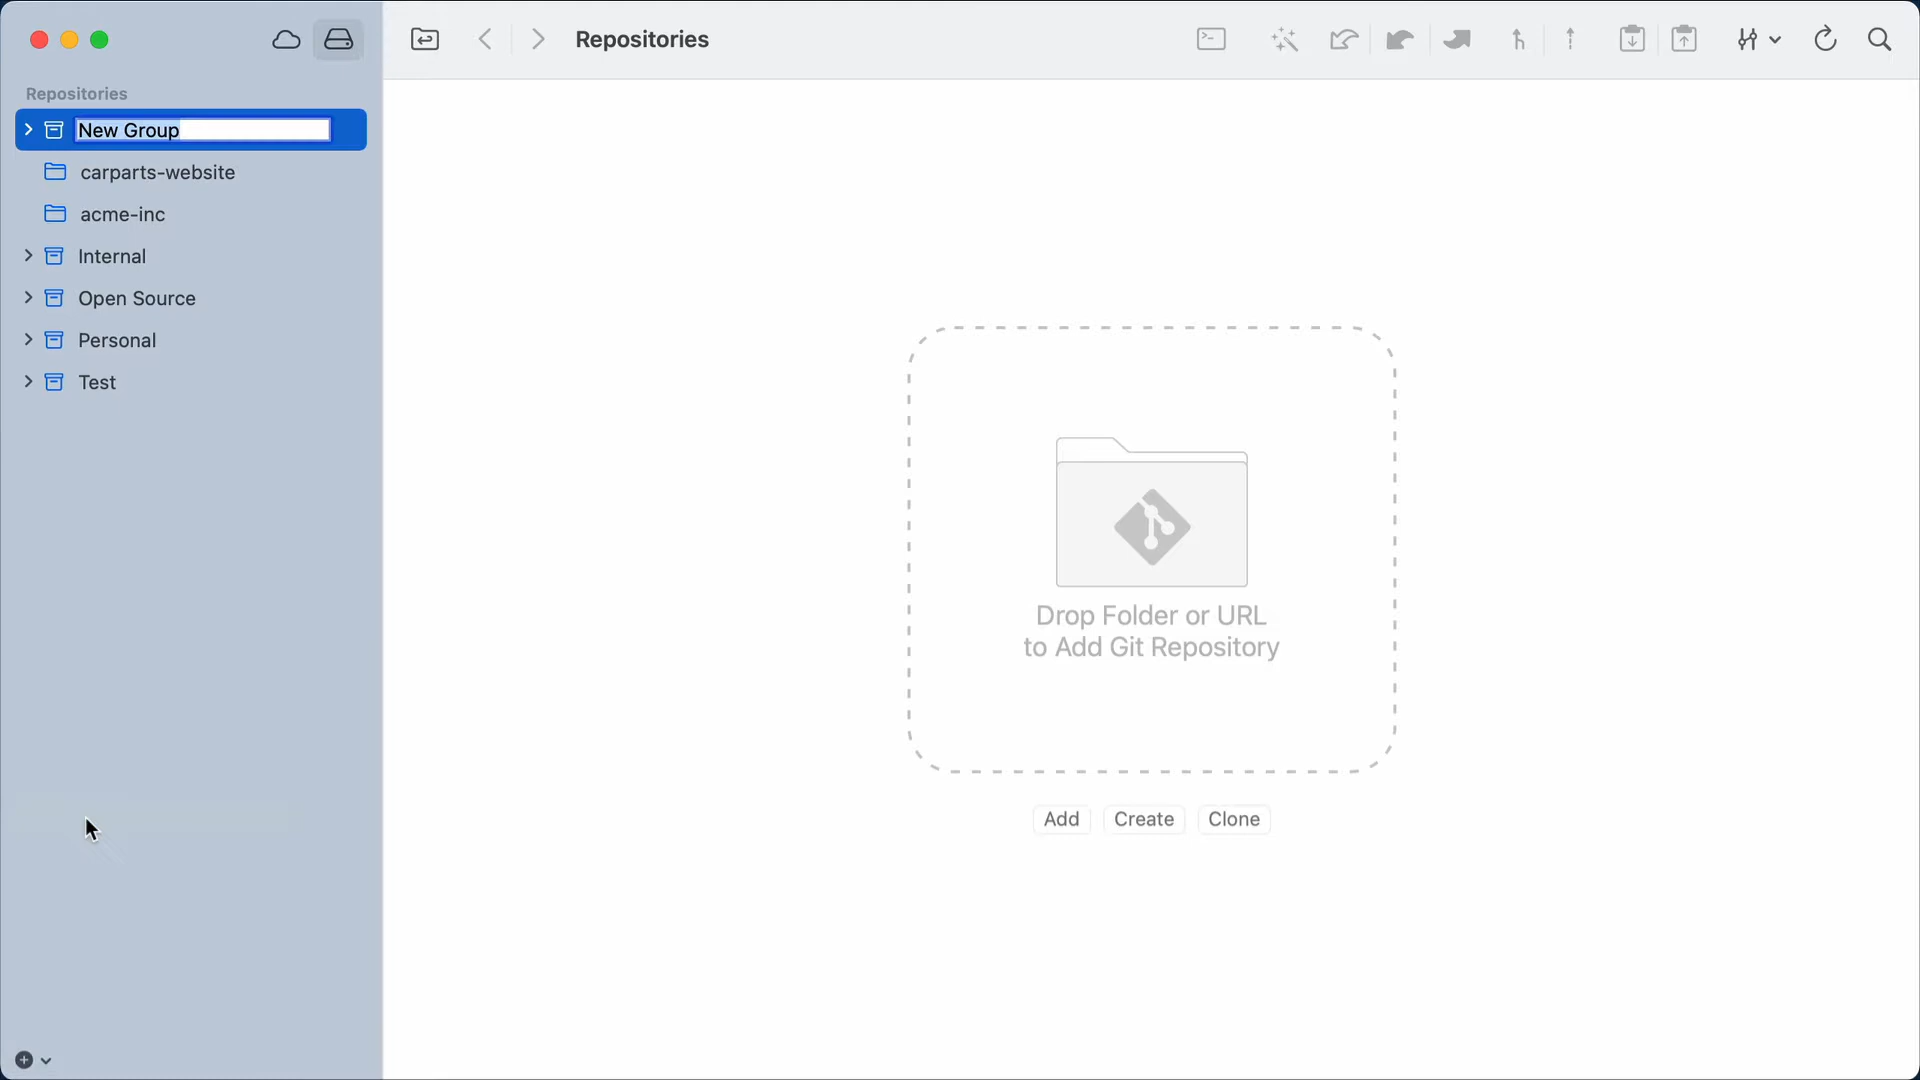 Repositories
Repositories
New Group
carparts-website
acme-inc
Internal
Open Source
Personal
Test
Drop Folder or URL
to Add Git Repository
Add Create Clone